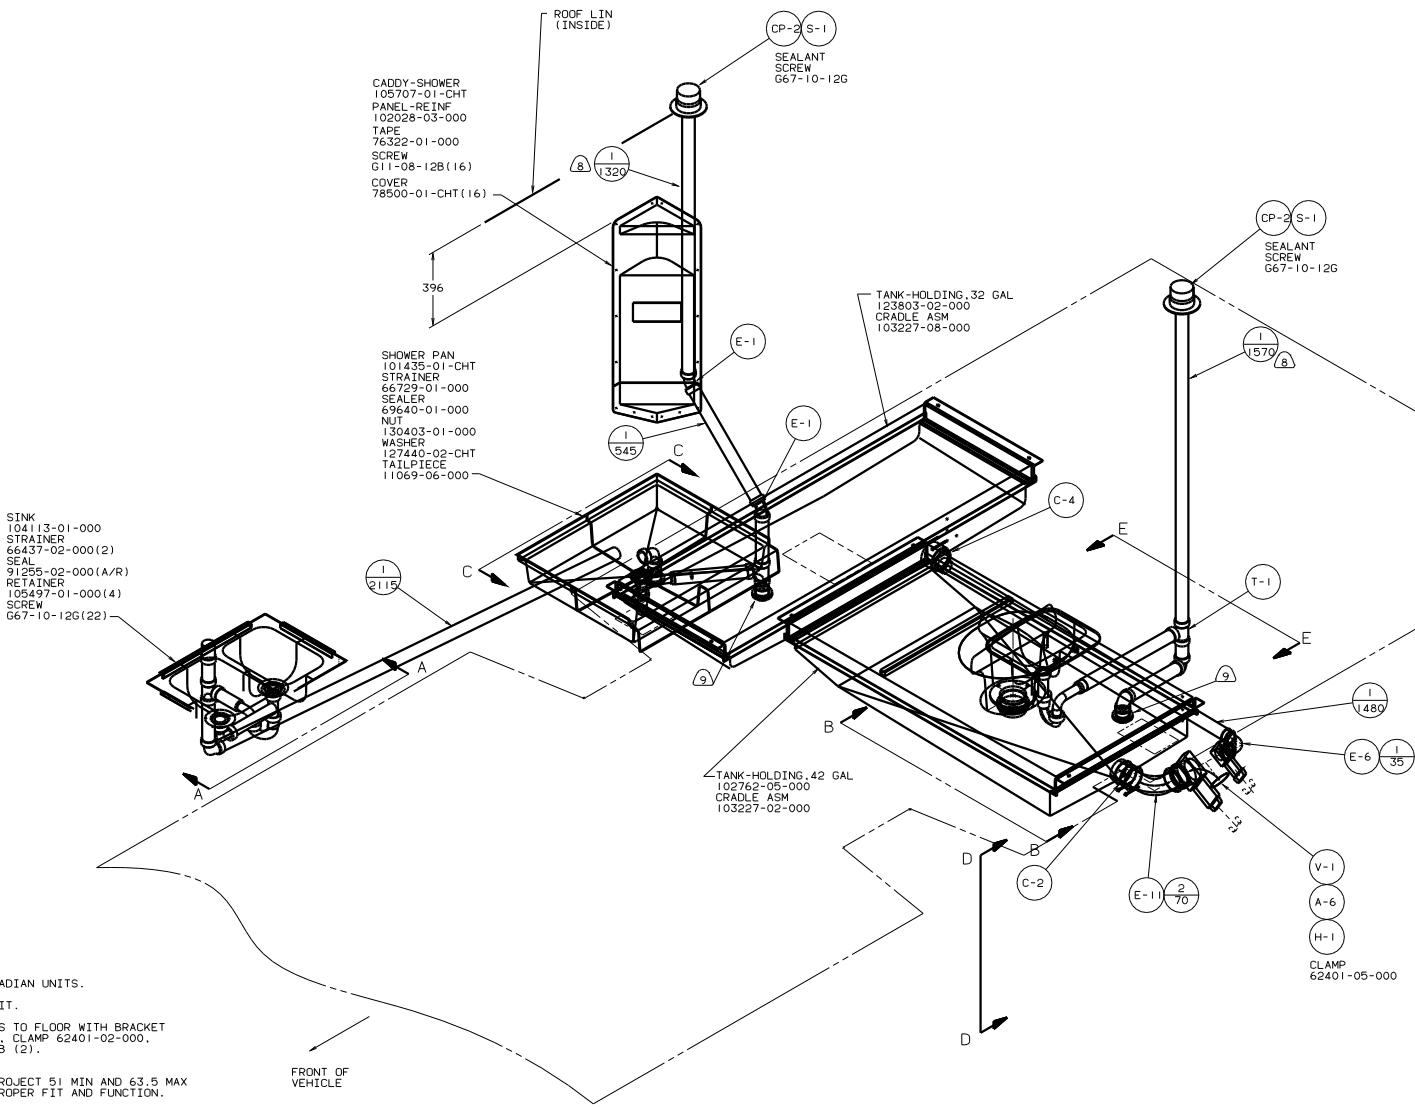 ROOF LIN
(INSIDE)
CP-2
S-1
SEALANT
SCREW
G67-10-12G
CADDY-SHOWER
105707-01-CHT
PANEL-REINF
102028-03-000
TAPE
76322-01-000
SCREW
G11-08-12B(16)
COVER
78500-01-CHT(16)
8
1
1320
396
CP-2
S-1
SEALANT
SCREW
G67-10-12G
TANK-HOLDING,32 GAL
123803-02-000
CRADLE ASM
103227-08-000
E-1
1
1570
8
SHOWER PAN
101435-01-CHT
STRAINER
66729-01-000
SEALER
69640-01-000
NUT
130403-01-000
WASHER
127440-02-CHT
TAILPIECE
11069-06-000
1
545
E-1
C
C
C-4
SINK
104113-01-000
STRAINER
66437-02-000(2)
SEAL
91255-02-000(A/R)
RETAINER
105497-01-000(4)
SCREW
G67-10-12G(22)
1
2115
E
T-1
E
A
A
9
9
1
1480
B
E-6
1
35
TANK-HOLDING,42 GAL
102762-05-000
CRADLE ASM
103227-02-000
B
D
C-2
E-11
2
70
V-1
A-6
H-1
CLAMP
62401-05-000
D
ADIAN UNITS.
IT.
S TO FLOOR WITH BRACKET
, CLAMP 62401-02-000,
B (2).
ROJECT 51 MIN AND 63.5 MAX
ROPER FIT AND FUNCTION.
FRONT OF
VEHICLE